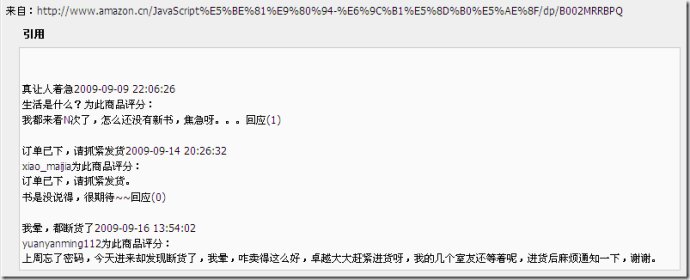 来自：http://www.amazon.cn/JavaScript%E5%BE%81%E9%80%94-%E6%9C%B1%E5%8D%B0%E5%AE%8F/dp/B002MRRBPQ
引用
真让人着急2009-09-09 22:06:26
生活是什么？为此商品评分：
我都来看N次了，怎么还没有新书，焦急呀。。。回应(1)
订单已下，请抓紧发货2009-09-14 20:26:32
xiao_maijia为此商品评分：
订单已下，请抓紧发货。
书是没说得，很期待~~回应(0)
我晕，都断货了2009-09-16 13:54:02
yuanyanming112为此商品评分：
上周忘了密码，今天进来却发现断货了，我晕，咋卖得这么好，卓越大大赶紧进货呀，我的几个室友还等着呢，进货后麻烦通知一下，谢谢。